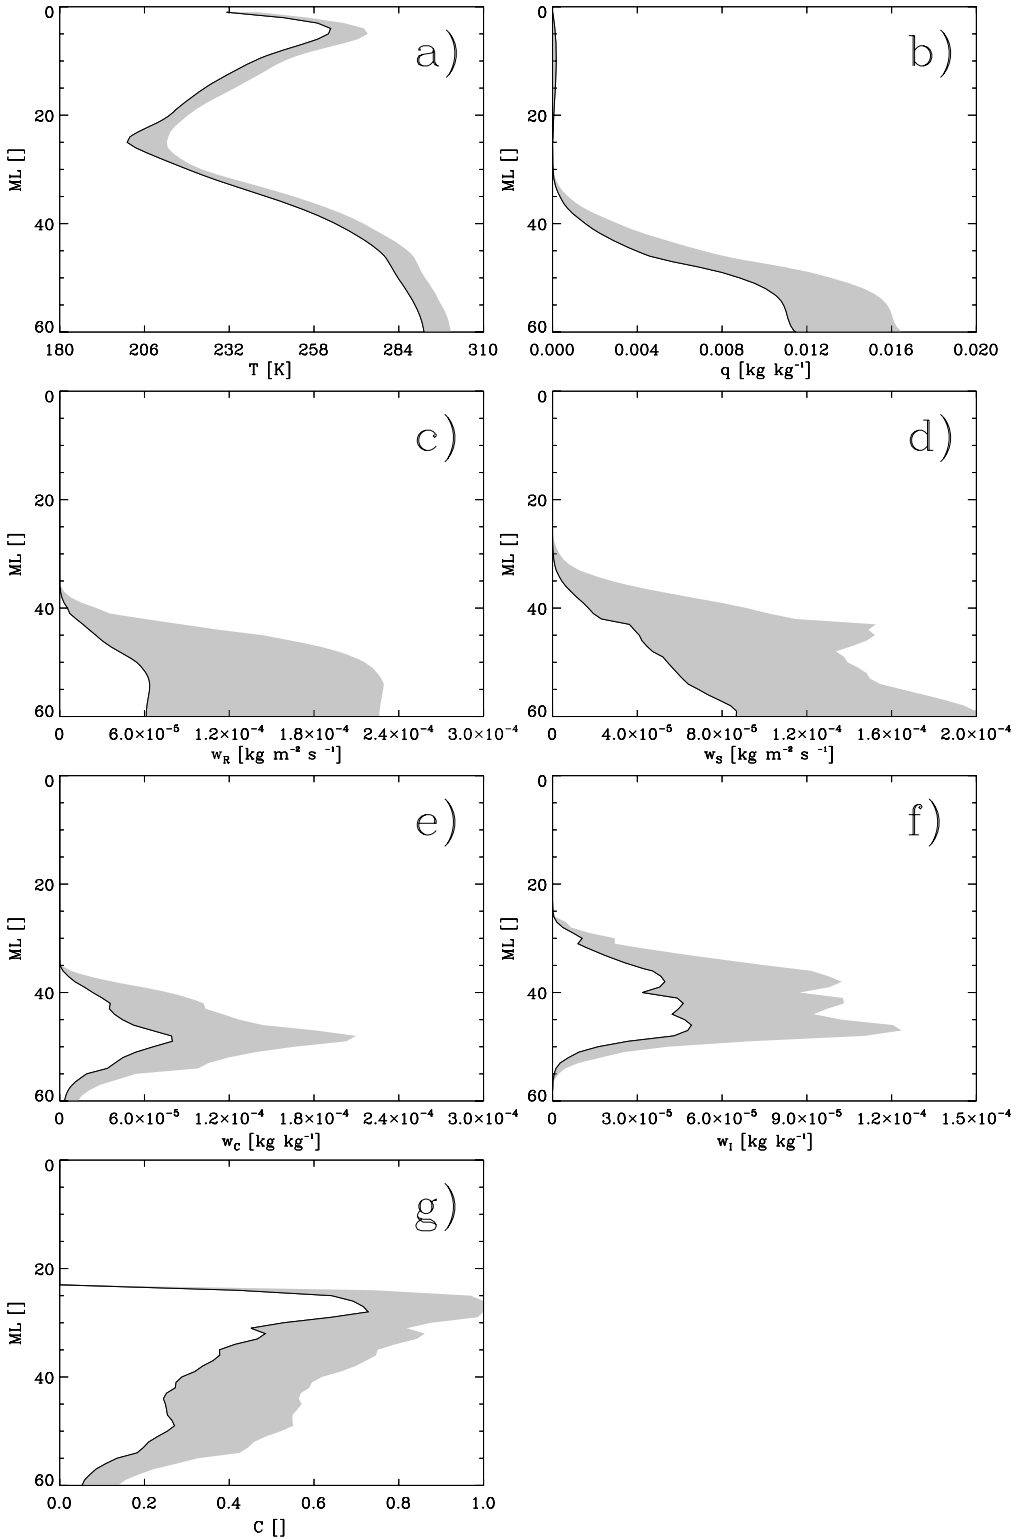 0
20
40
60
ML []
a)
180 206 232 258 284 310
T [K]
0
20
40
60
ML []
b)
0.000 0.004 0.008 0.012 0.016 0.020
q [kg kg⁻¹]
0
20
40
60
ML []
c)
0 6.0×10⁻⁵ 1.2×10⁻⁴ 1.8×10⁻⁴ 2.4×10⁻⁴ 3.0×10⁻⁴
w_R [kg m⁻² s ⁻¹]
0
20
40
60
ML []
d)
0 4.0×10⁻⁵ 8.0×10⁻⁵ 1.2×10⁻⁴ 1.6×10⁻⁴ 2.0×10⁻⁴
w_S [kg m⁻² s ⁻¹]
0
20
40
60
ML []
e)
0 6.0×10⁻⁵ 1.2×10⁻⁴ 1.8×10⁻⁴ 2.4×10⁻⁴ 3.0×10⁻⁴
w_C [kg kg⁻¹]
0
20
40
60
ML []
f)
0 3.0×10⁻⁵ 6.0×10⁻⁵ 9.0×10⁻⁵ 1.2×10⁻⁴ 1.5×10⁻⁴
w_I [kg kg⁻¹]
0
20
40
60
ML []
g)
0.0 0.2 0.4 0.6 0.8 1.0
C []